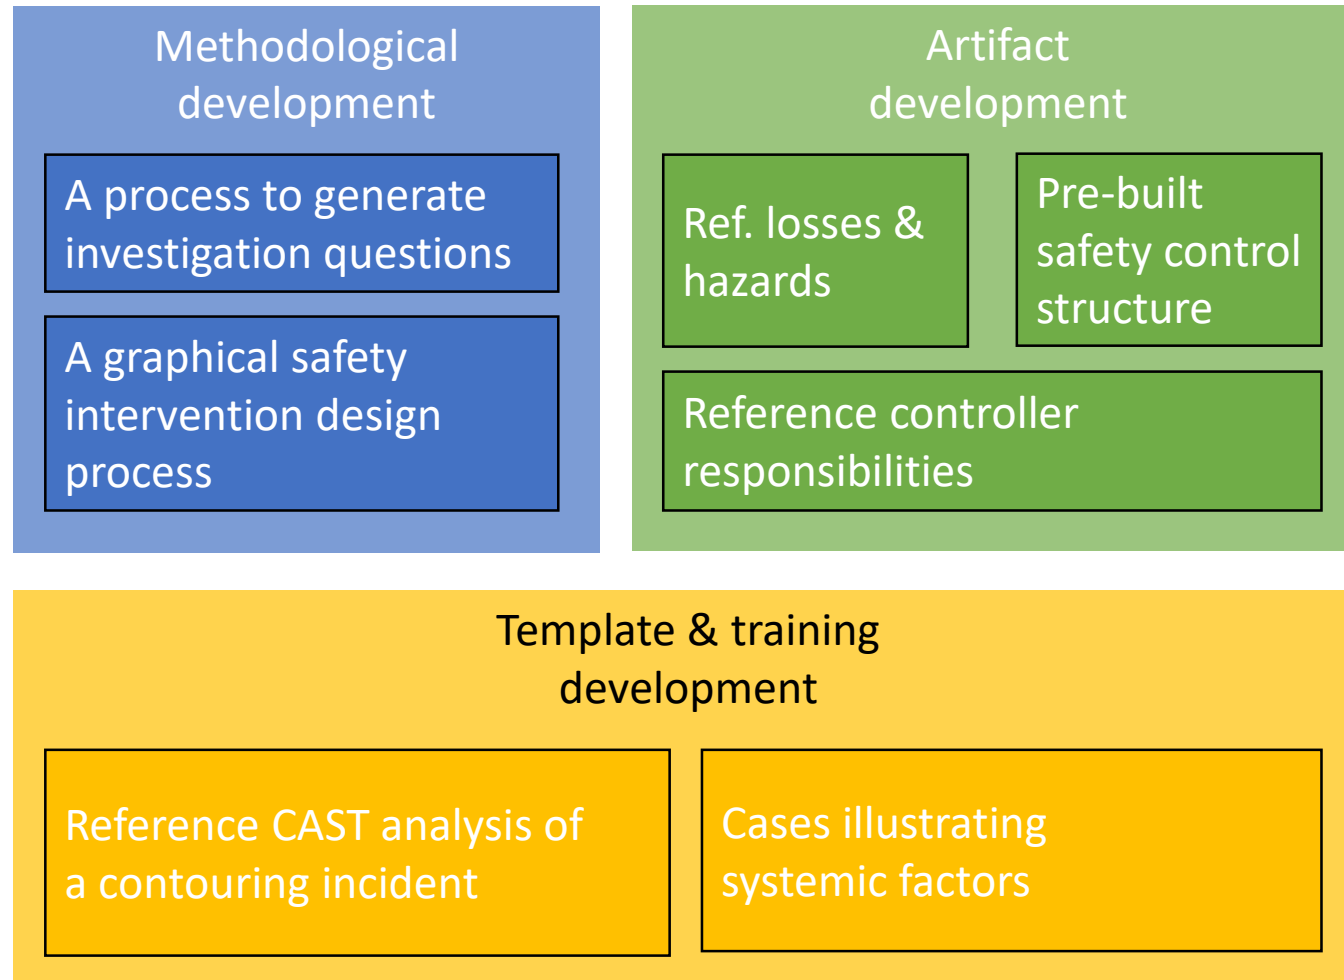 Methodological
development
A process to generate
investigation questions
A graphical safety
intervention design
process
Artifact
development
Ref. losses &
hazards
Pre-built
safety control
structure
Reference controller
responsibilities
Template & training
development
Reference CAST analysis of
a contouring incident
Cases illustrating
systemic factors